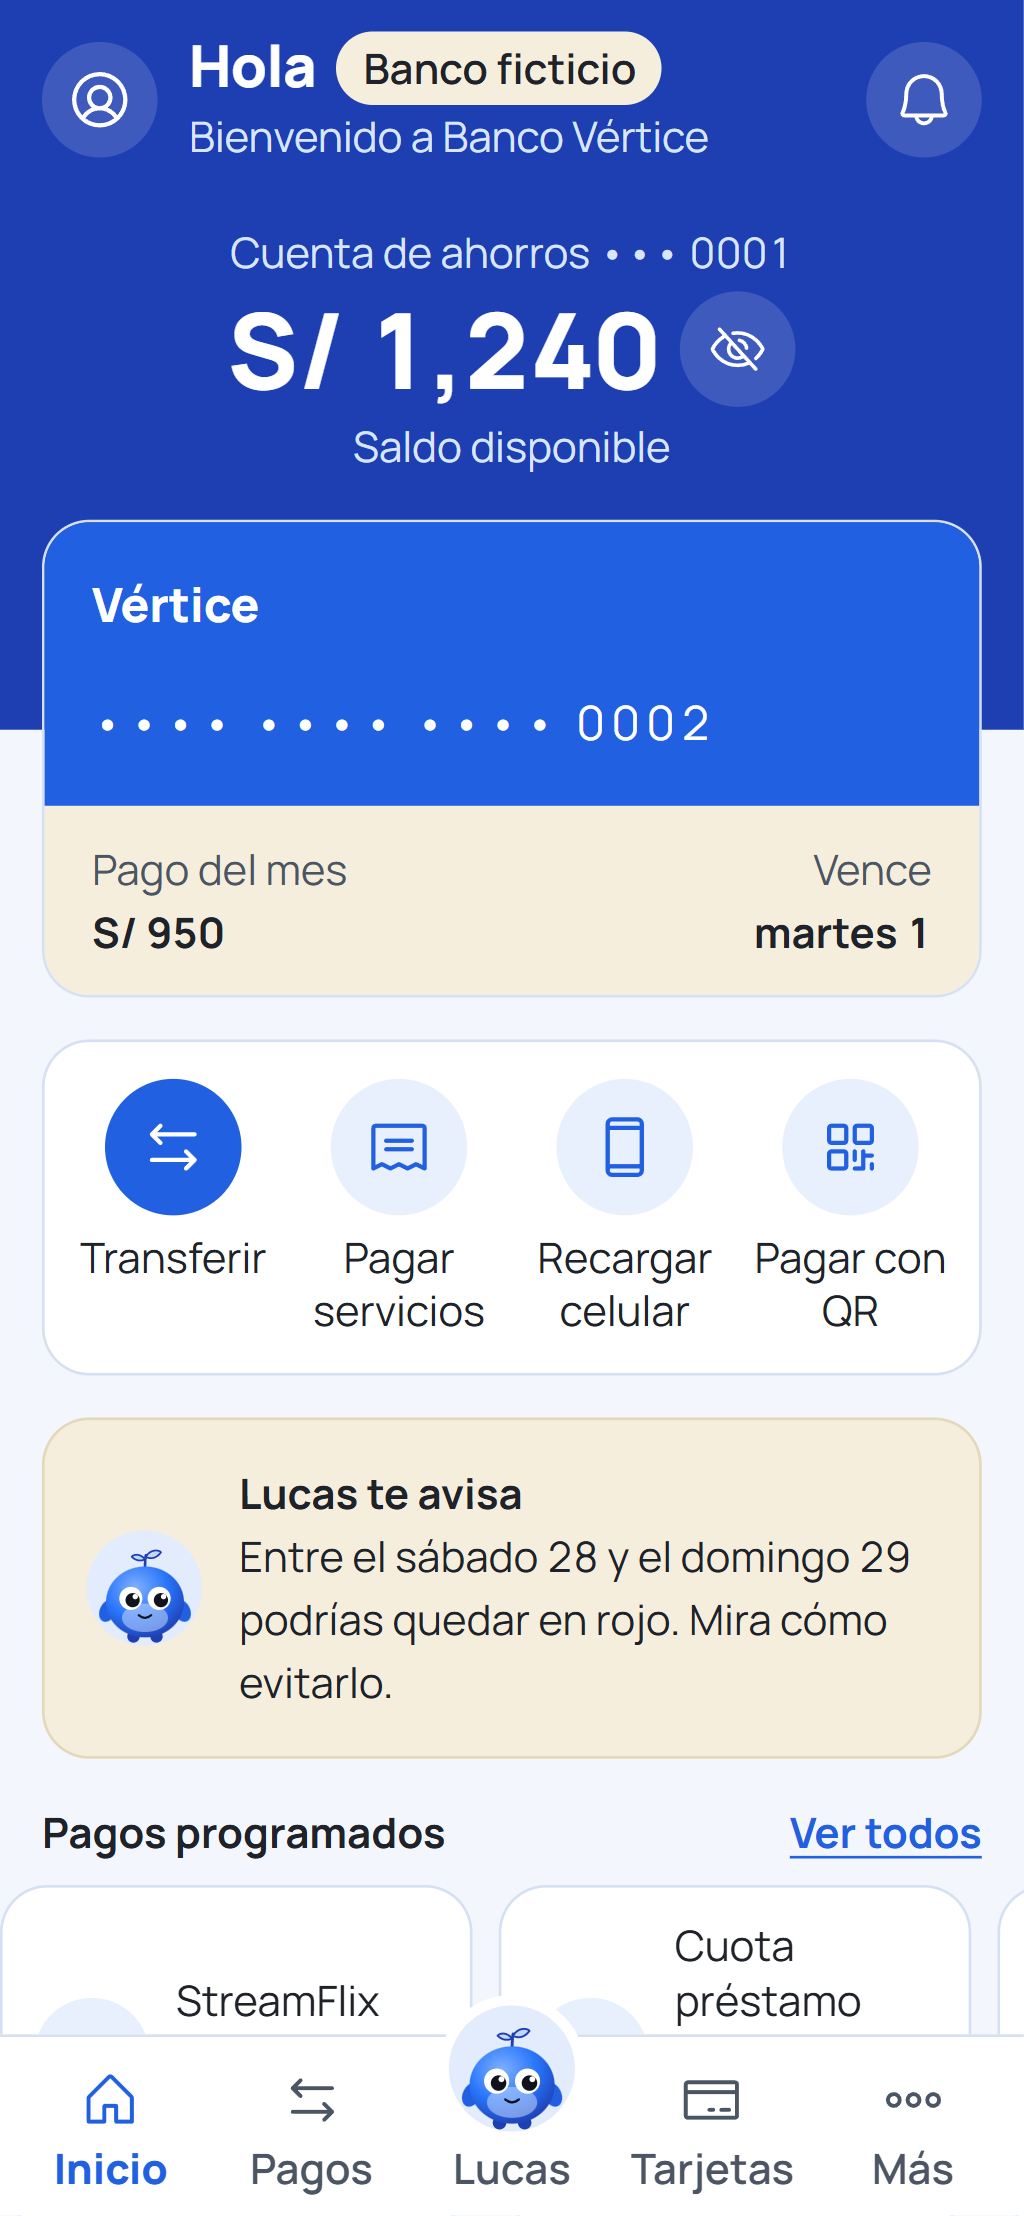 Hola
Banco ficticio
Bienvenido a Banco Vértice
Cuenta de ahorros ••• 0001
S/ 1,240
Saldo disponible
Vértice
•••• •••• •••• 0002
Pago del mes
Vence
S/ 950
martes 1
Transferir
Pagar servicios
Recargar celular
Pagar con QR
Lucas te avisa
Entre el sábado 28 y el domingo 29
podrías quedar en rojo. Mira cómo
evitarlo.
Pagos programados
Ver todos
StreamFlix
Cuota
préstamo
Inicio
Pagos
Lucas
Tarjetas
Más